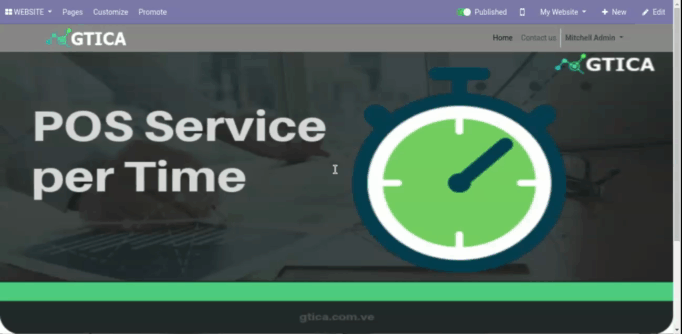 WEBSITE Pages Customize Promote Published My Website New Edit
GTICA Home Contact us Mitchell Admin
GTICA
POS Service
per Time
gtica.com.ve